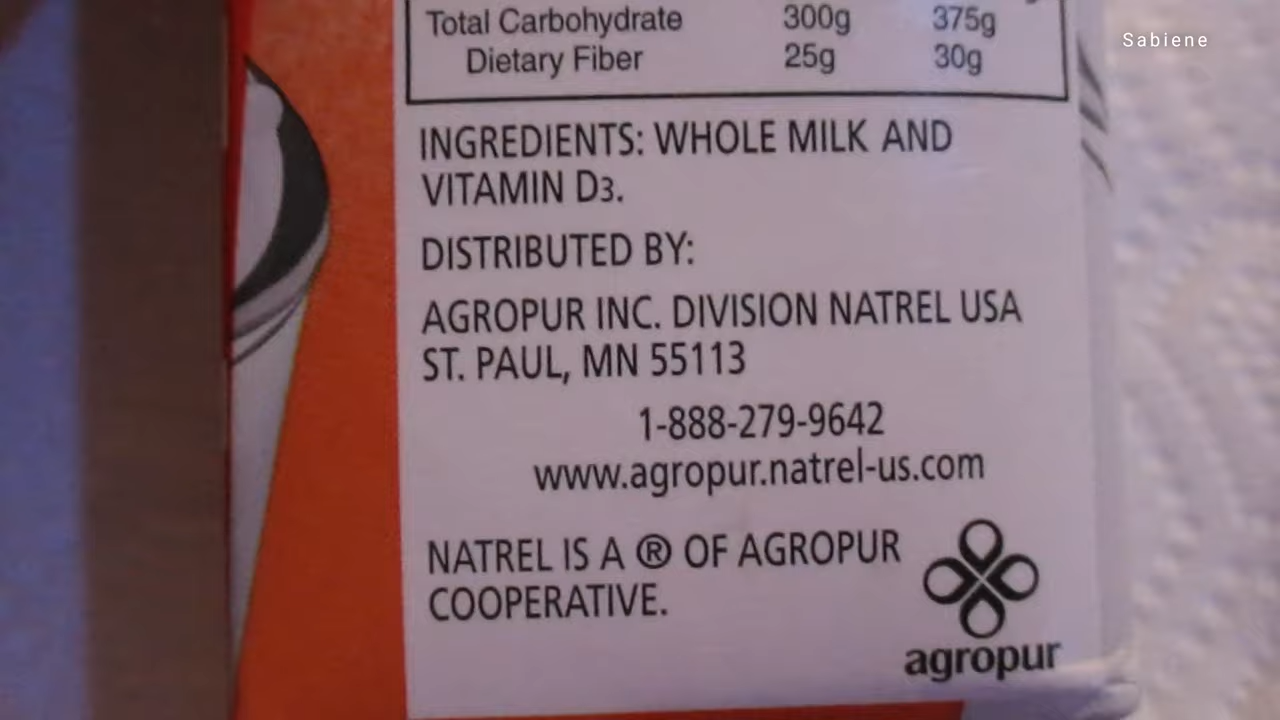 Total Carbohydrate 300g 375g
Dietary Fiber 25g 30g
Sabiene
INGREDIENTS: WHOLE MILK AND
VITAMIN D3.
DISTRIBUTED BY:
AGROPUR INC. DIVISION NATREL USA
ST. PAUL, MN 55113
1-888-279-9642
www.agropur.natrel-us.com
NATREL IS A ® OF AGROPUR
COOPERATIVE.
agropur